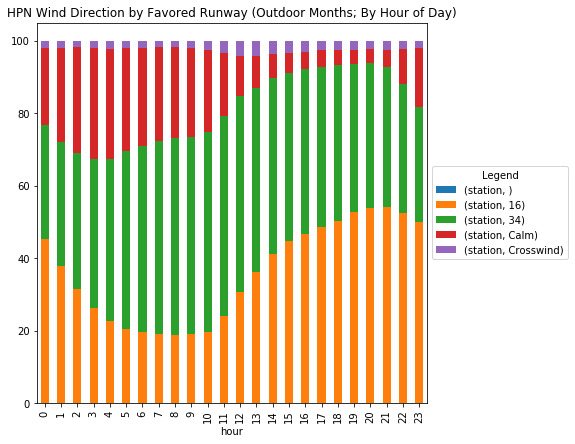 HPN Wind Direction by Favored Runway (Outdoor Months; By Hour of Day)
100
80
60
40
20
0
0 1 2 3 4 5 6 7 8 9 10 11 12 13 14 15 16 17 18 19 20 21 22 23
hour
Legend
(station, )
(station, 16)
(station, 34)
(station, Calm)
(station, Crosswind)